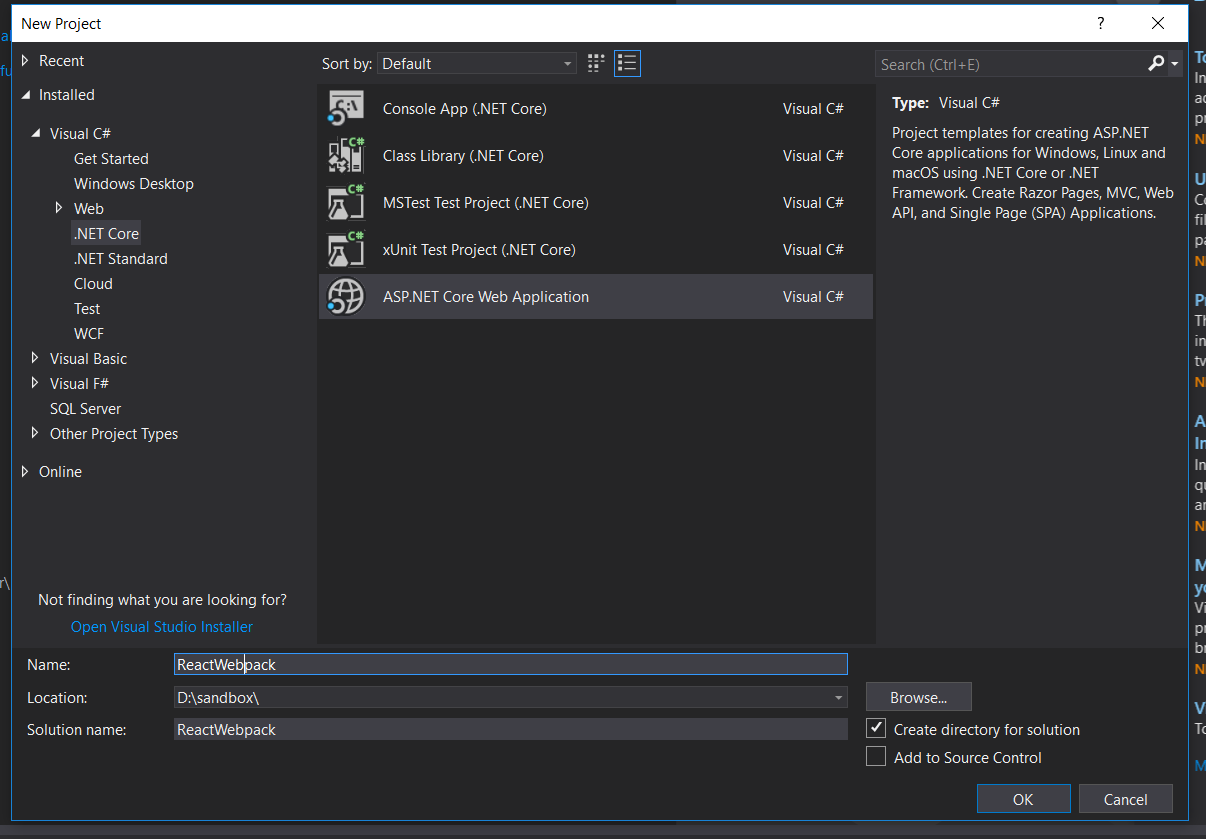 New Project
?
Recent
Installed
Visual C#
Get Started
Windows Desktop
Web
.NET Core
.NET Standard
Cloud
Test
WCF
Visual Basic
Visual F#
SQL Server
Other Project Types
Online
Not finding what you are looking for?
Open Visual Studio Installer
Sort by: Default
Console App (.NET Core) Visual C#
Class Library (.NET Core) Visual C#
MSTest Test Project (.NET Core) Visual C#
xUnit Test Project (.NET Core) Visual C#
ASP.NET Core Web Application Visual C#
Search (Ctrl+E)
Type: Visual C#
Project templates for creating ASP.NET
Core applications for Windows, Linux and
macOS using .NET Core or .NET
Framework. Create Razor Pages, MVC, Web
API, and Single Page (SPA) Applications.
Name: ReactWebpack
Location: D:\sandbox\
Browse...
Solution name: ReactWebpack
Create directory for solution
Add to Source Control
OK
Cancel